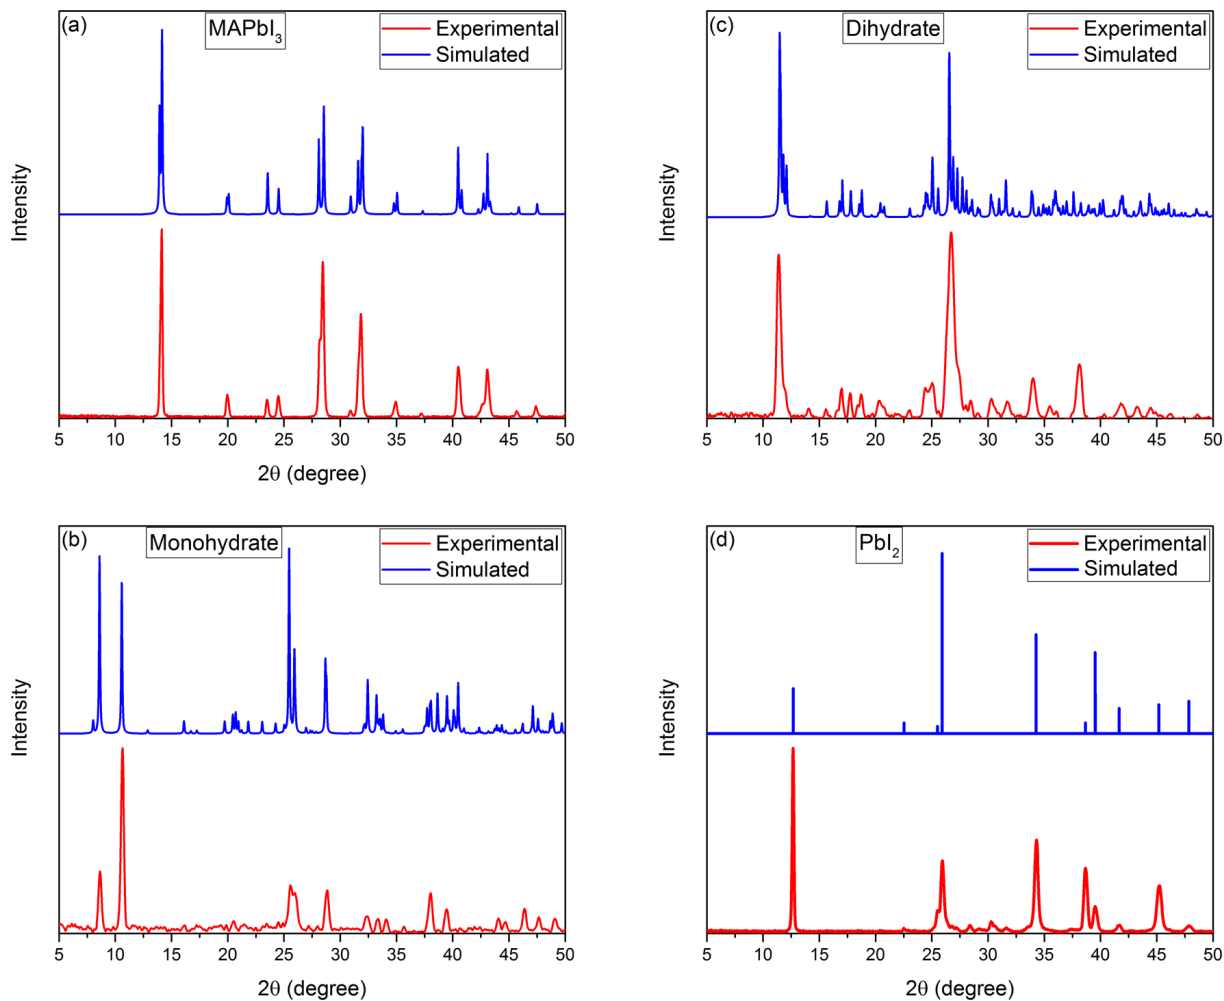 (a)
MAPbI₃
Experimental
Simulated
Intensity
5 10 15 20 25 30 35 40 45 50
2θ (degree)
(c)
Dihydrate
Experimental
Simulated
Intensity
5 10 15 20 25 30 35 40 45 50
2θ (degree)
(b)
Monohydrate
Experimental
Simulated
Intensity
5 10 15 20 25 30 35 40 45 50
2θ (degree)
(d)
PbI₂
Experimental
Simulated
Intensity
5 10 15 20 25 30 35 40 45 50
2θ (degree)